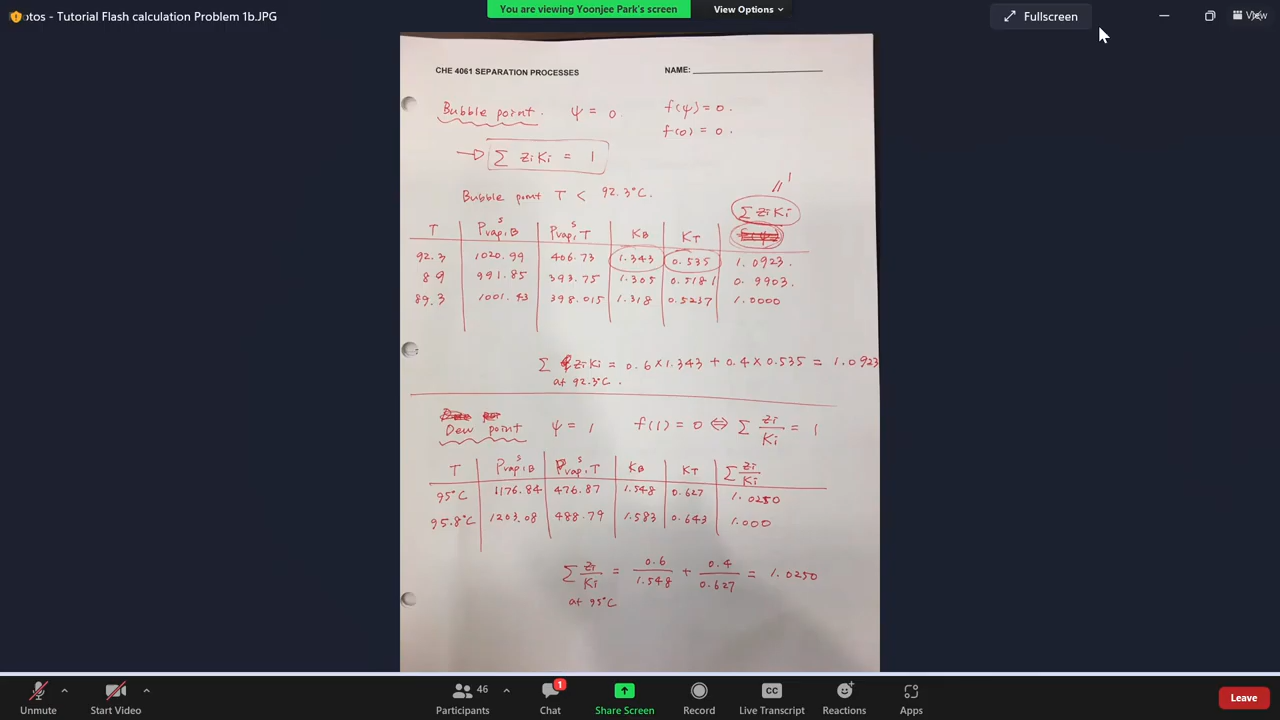 otos - Tutorial Flash calculation Problem 1b.JPG
You are viewing Yoonjee Park's screen
View Options
Fullscreen
View
CHE 4061 SEPARATION PROCESSES NAME:
Bubble point. ψ = 0 f(ψ)=0.
f(0) = 0.
→ Σ ziKi = 1
Bubble point T < 92.3°C.
// 1
Σ ziKi
T Pvap,B^s Pvap,T^s KB KT
92.3 1020.99 406.73 1.343 0.535 1.0923.
89 991.85 393.75 1.305 0.5181 0.9903.
89.3 1001.43 398.015 1.318 0.5237 1.0000
Σ ziKi = 0.6×1.343 + 0.4×0.535 = 1.0923
at 92.3°C.
Dew point ψ = 1 f(1) = 0 ⇔ Σ zi/Ki = 1
T Pvap,B^s Pvap,T^s KB KT Σ zi/Ki
95°C 1176.84 476.87 1.548 0.627 1.0250
95.8°C 1203.08 488.79 1.583 0.643 1.000
Σ zi/Ki = 0.6/1.548 + 0.4/0.627 = 1.0250
at 95°C
Unmute
Start Video
46
Participants
1
Chat
Share Screen
Record
CC
Live Transcript
Reactions
Apps
Leave